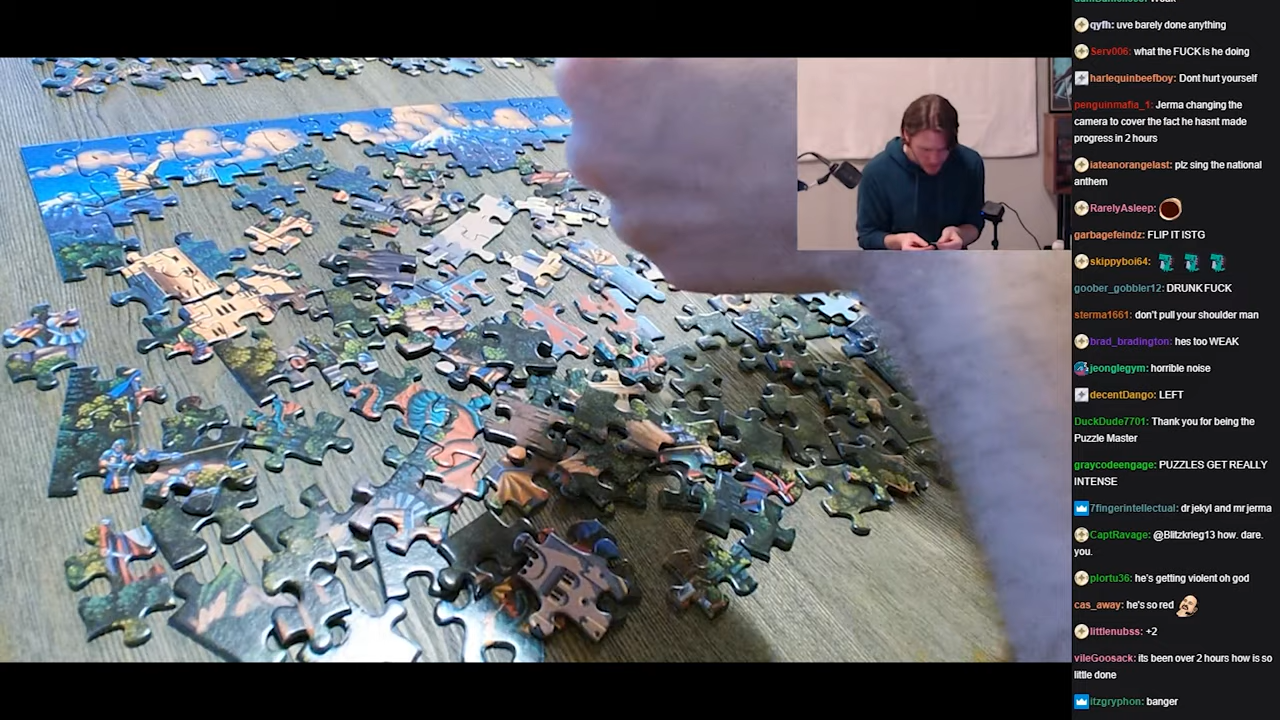 qyfh: uve barely done anything
Serv006: what the FUCK is he doing
harlequinbeefboy: Dont hurt yourself
penguinmafia_1: Jerma changing the
camera to cover the fact he hasnt made
progress in 2 hours
lateanorangelast: plz sing the national
anthem
RarelyAsleep:
garbagefeindz: FLIP IT ISTG
skippyboi64:
goober_gobbler12: DRUNK FUCK
sterma1661: don't pull your shoulder man
brad_bradington: hes too WEAK
jeonglegym: horrible noise
decentDango: LEFT
DuckDude7701: Thank you for being the
Puzzle Master
graycodeengage: PUZZLES GET REALLY
INTENSE
7fingerintellectual: dr jekyl and mr jerma
CaptRavage: @Blitzkrieg13 how. dare.
you.
plortu36: he's getting violent oh god
cas_away: he's so red
littlenubss: +2
vileGoosack: its been over 2 hours how is so
little done
itzgryphon: banger